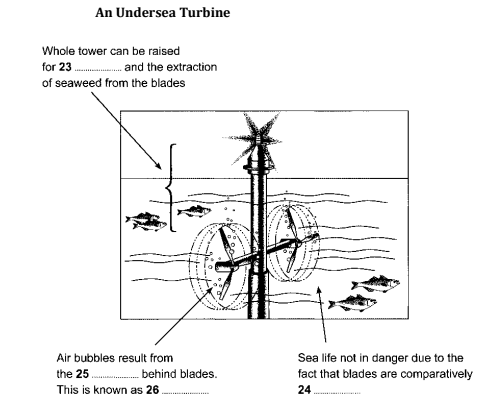 An Undersea Turbine
Whole tower can be raised
for 23 ........................ and the extraction
of seaweed from the blades
Air bubbles result from
the 25 ........................ behind blades.
This is known as 26 ........................
Sea life not in danger due to the
fact that blades are comparatively
24 ........................